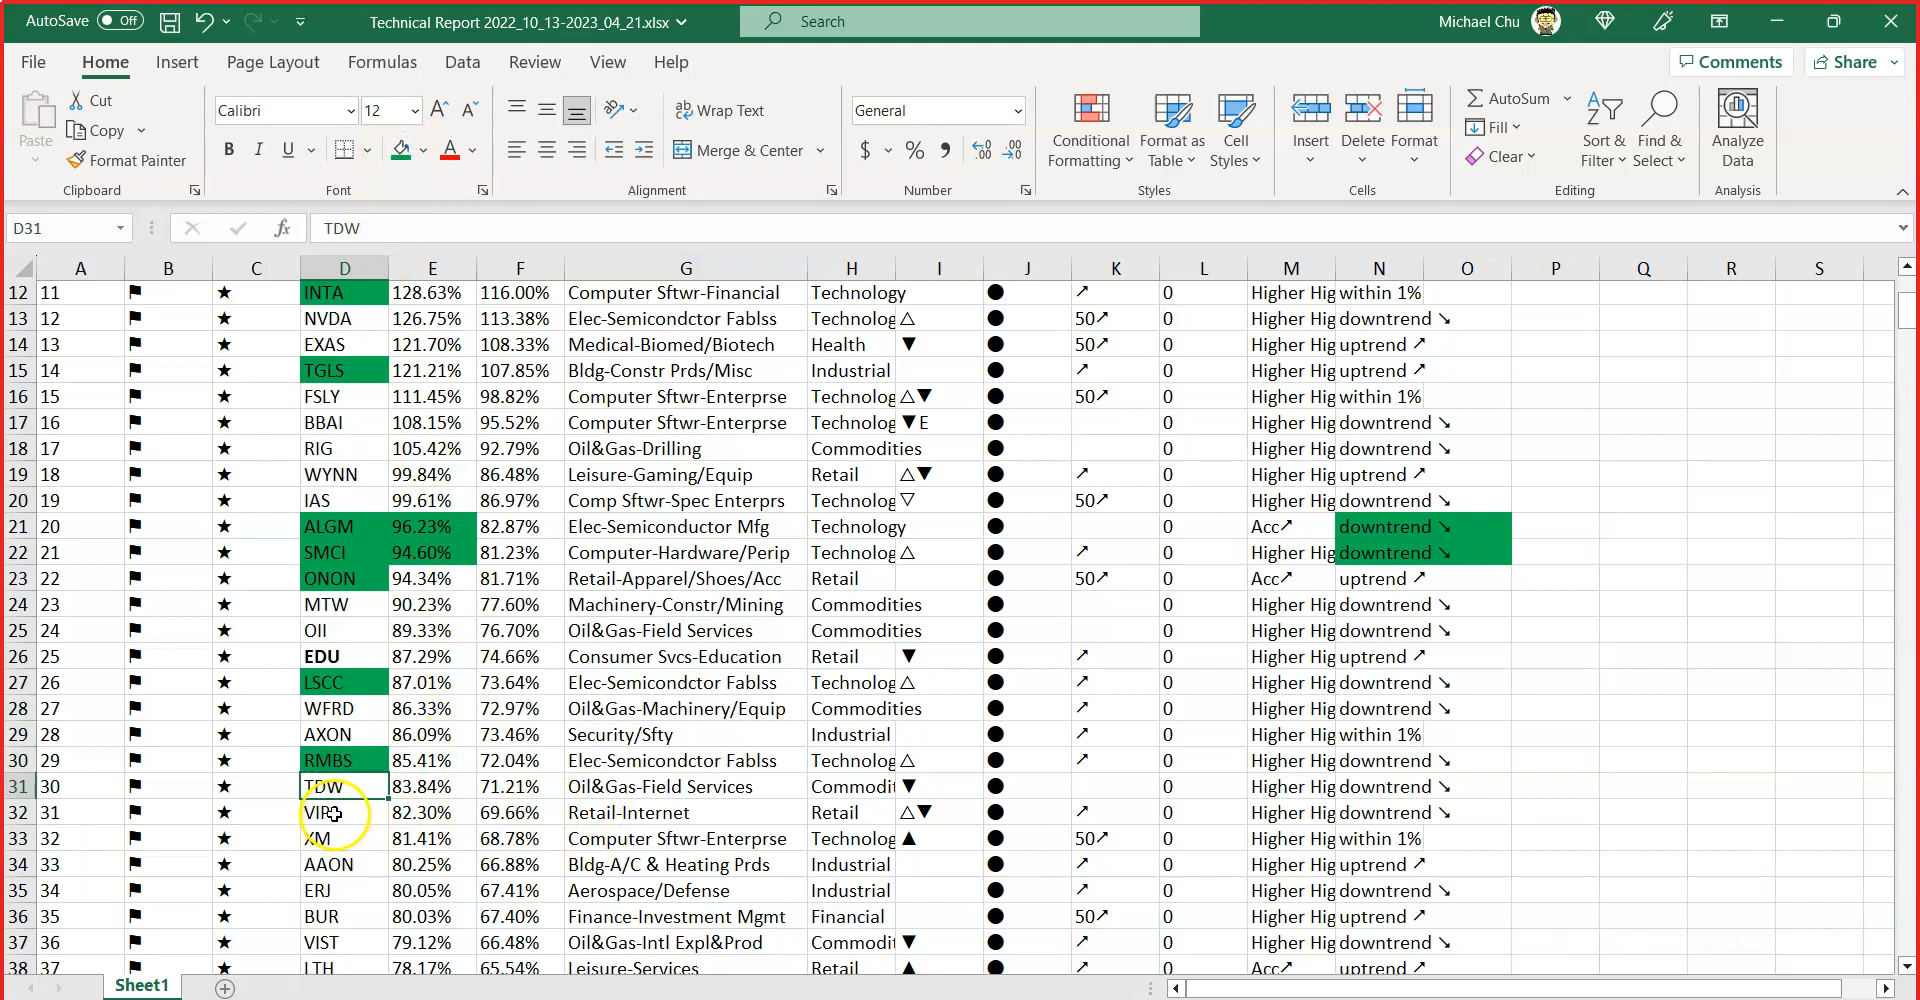 AutoSave Off Technical Report 2022_10_13-2023_04_21.xlsx Search Michael Chu
File Home Insert Page Layout Formulas Data Review View Help Comments Share
Paste Cut Copy Format Painter Clipboard
Calibri 12 B I U A Font
ab Wrap Text Merge & Center Alignment
General $ % 9 Number
Conditional Formatting Format as Table Cell Styles Styles
Insert Delete Format Cells
AutoSum Fill Clear Sort & Filter Find & Select Editing
Analyze Data Analysis
D31 fx TDW
A B C D E F G H I J K L M N O P Q R S
12 11 ⚑ ★ INTA 128.63% 116.00% Computer Sftwr-Financial Technology ● ↗ 0 Higher Hig within 1%
13 12 ⚑ ★ NVDA 126.75% 113.38% Elec-Semicondctor Fablss Technolog △ ● 50↗ 0 Higher Hig downtrend ↘
14 13 ⚑ ★ EXAS 121.70% 108.33% Medical-Biomed/Biotech Health ▼ ● 50↗ 0 Higher Hig uptrend ↗
15 14 ⚑ ★ TGLS 121.21% 107.85% Bldg-Constr Prds/Misc Industrial ● ↗ 0 Higher Hig uptrend ↗
16 15 ⚑ ★ FSLY 111.45% 98.82% Computer Sftwr-Enterprse Technolog △▼ ● 50↗ 0 Higher Hig within 1%
17 16 ⚑ ★ BBAI 108.15% 95.52% Computer Sftwr-Enterprse Technolog ▼E ● 0 Higher Hig downtrend ↘
18 17 ⚑ ★ RIG 105.42% 92.79% Oil&Gas-Drilling Commodities ● 0 Higher Hig downtrend ↘
19 18 ⚑ ★ WYNN 99.84% 86.48% Leisure-Gaming/Equip Retail △▼ ● ↗ 0 Higher Hig uptrend ↗
20 19 ⚑ ★ IAS 99.61% 86.97% Comp Sftwr-Spec Enterprs Technolog ▽ ● 50↗ 0 Higher Hig downtrend ↘
21 20 ⚑ ★ ALGM 96.23% 82.87% Elec-Semiconductor Mfg Technology ● 0 Acc↗ downtrend ↘
22 21 ⚑ ★ SMCI 94.60% 81.23% Computer-Hardware/Perip Technolog △ ● ↗ 0 Higher Hig downtrend ↘
23 22 ⚑ ★ ONON 94.34% 81.71% Retail-Apparel/Shoes/Acc Retail ● 50↗ 0 Acc↗ uptrend ↗
24 23 ⚑ ★ MTW 90.23% 77.60% Machinery-Constr/Mining Commodities ● 0 Higher Hig downtrend ↘
25 24 ⚑ ★ OII 89.33% 76.70% Oil&Gas-Field Services Commodities ● 0 Higher Hig downtrend ↘
26 25 ⚑ ★ EDU 87.29% 74.66% Consumer Svcs-Education Retail ▼ ● ↗ 0 Higher Hig uptrend ↗
27 26 ⚑ ★ LSCC 87.01% 73.64% Elec-Semicondctor Fablss Technolog △ ● ↗ 0 Higher Hig downtrend ↘
28 27 ⚑ ★ WFRD 86.33% 72.97% Oil&Gas-Machinery/Equip Commodities ● ↗ 0 Higher Hig downtrend ↘
29 28 ⚑ ★ AXON 86.09% 73.46% Security/Sfty Industrial ● ↗ 0 Higher Hig within 1%
30 29 ⚑ ★ RMBS 85.41% 72.04% Elec-Semicondctor Fablss Technolog △ ● ↗ 0 Higher Hig downtrend ↘
31 30 ⚑ ★ TDW 83.84% 71.21% Oil&Gas-Field Services Commodit ▼ ● 0 Higher Hig downtrend ↘
32 31 ⚑ ★ VIP 82.30% 69.66% Retail-Internet Retail △▼ ● ↗ 0 Higher Hig downtrend ↘
33 32 ⚑ ★ XM 81.41% 68.78% Computer Sftwr-Enterprse Technolog ▲ ● 50↗ 0 Higher Hig within 1%
34 33 ⚑ ★ AAON 80.25% 66.88% Bldg-A/C & Heating Prds Industrial ● ↗ 0 Higher Hig uptrend ↗
35 34 ⚑ ★ ERJ 80.05% 67.41% Aerospace/Defense Industrial ● ↗ 0 Higher Hig downtrend ↘
36 35 ⚑ ★ BUR 80.03% 67.40% Finance-Investment Mgmt Financial ● 50↗ 0 Higher Hig uptrend ↗
37 36 ⚑ ★ VIST 79.12% 66.48% Oil&Gas-Intl Expl&Prod Commodit ▼ ● ↗ 0 Higher Hig downtrend ↘
38 37 ⚑ ★ LTH 78.17% 65.54% Leisure-Services Retail ▲ ● ↗ 0 Acc↗ uptrend ↗
Sheet1